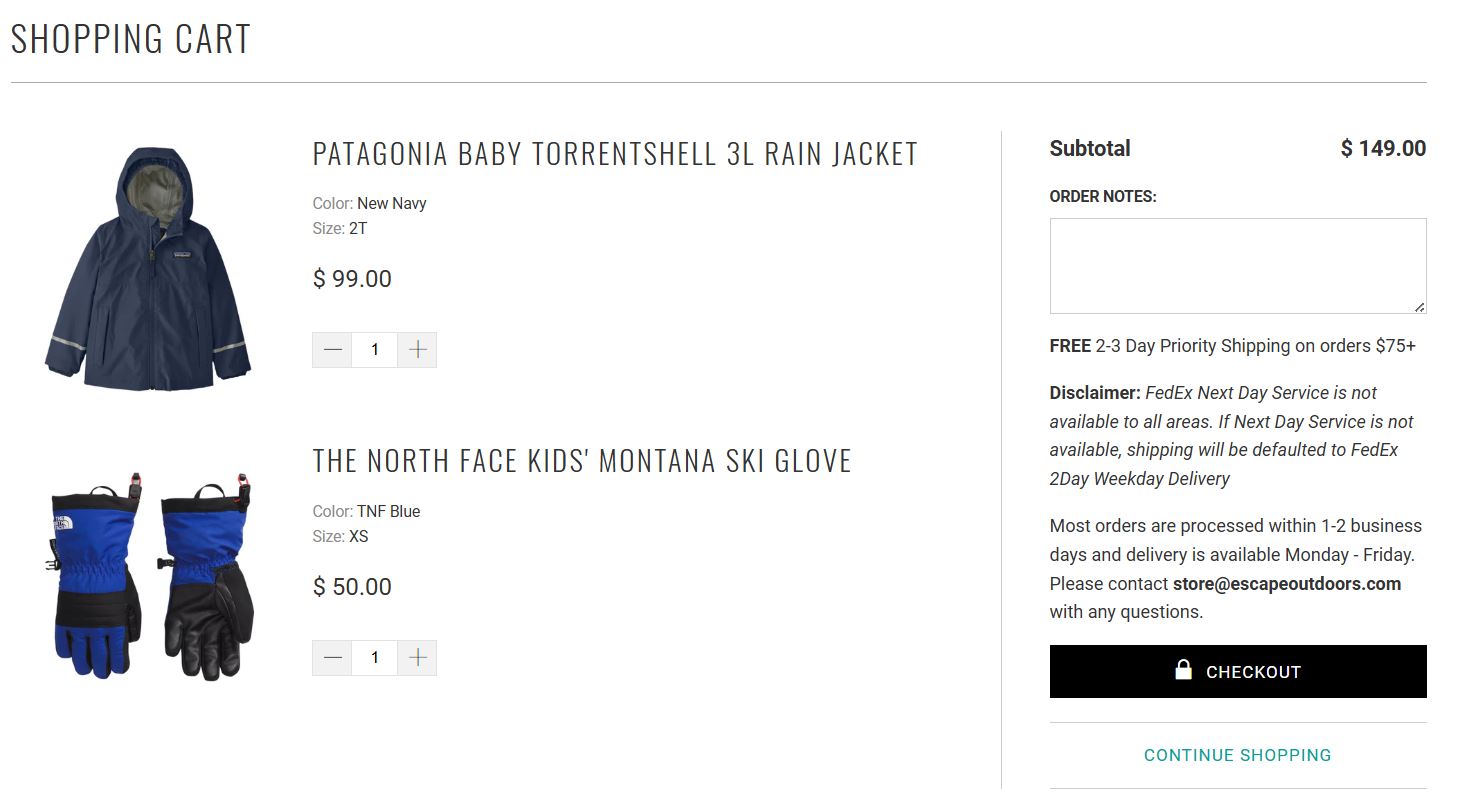 SHOPPING CART
PATAGONIA BABY TORRENTSHELL 3L RAIN JACKET
Color: New Navy
Size: 2T
$ 99.00
1
THE NORTH FACE KIDS' MONTANA SKI GLOVE
Color: TNF Blue
Size: XS
$ 50.00
1
Subtotal $ 149.00
ORDER NOTES:
FREE 2-3 Day Priority Shipping on orders $75+
Disclaimer: FedEx Next Day Service is not
available to all areas. If Next Day Service is not
available, shipping will be defaulted to FedEx
2Day Weekday Delivery
Most orders are processed within 1-2 business
days and delivery is available Monday - Friday.
Please contact store@escapeoutdoors.com
with any questions.
CHECKOUT
CONTINUE SHOPPING